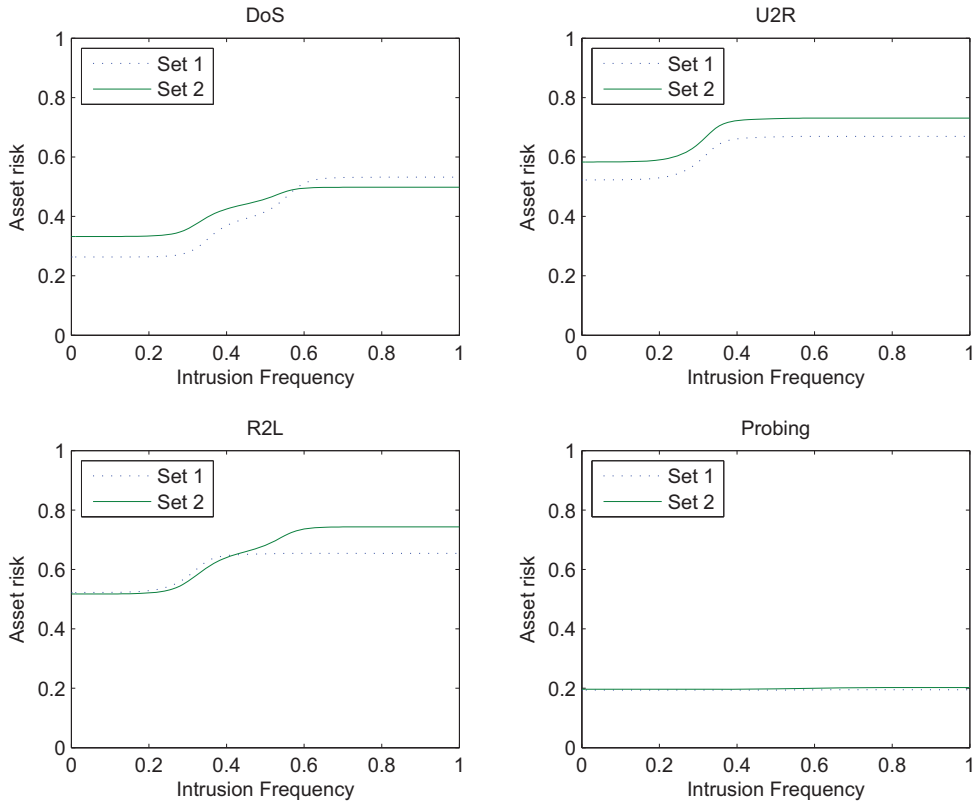 DoS
1
0.8
0.6
0.4
0.2
0
Asset risk
Set 1
Set 2
0 0.2 0.4 0.6 0.8 1
Intrusion Frequency
U2R
1
0.8
0.6
0.4
0.2
0
Asset risk
Set 1
Set 2
0 0.2 0.4 0.6 0.8 1
Intrusion Frequency
R2L
1
0.8
0.6
0.4
0.2
0
Asset risk
Set 1
Set 2
0 0.2 0.4 0.6 0.8 1
Intrusion Frequency
Probing
1
0.8
0.6
0.4
0.2
0
Asset risk
Set 1
Set 2
0 0.2 0.4 0.6 0.8 1
Intrusion Frequency